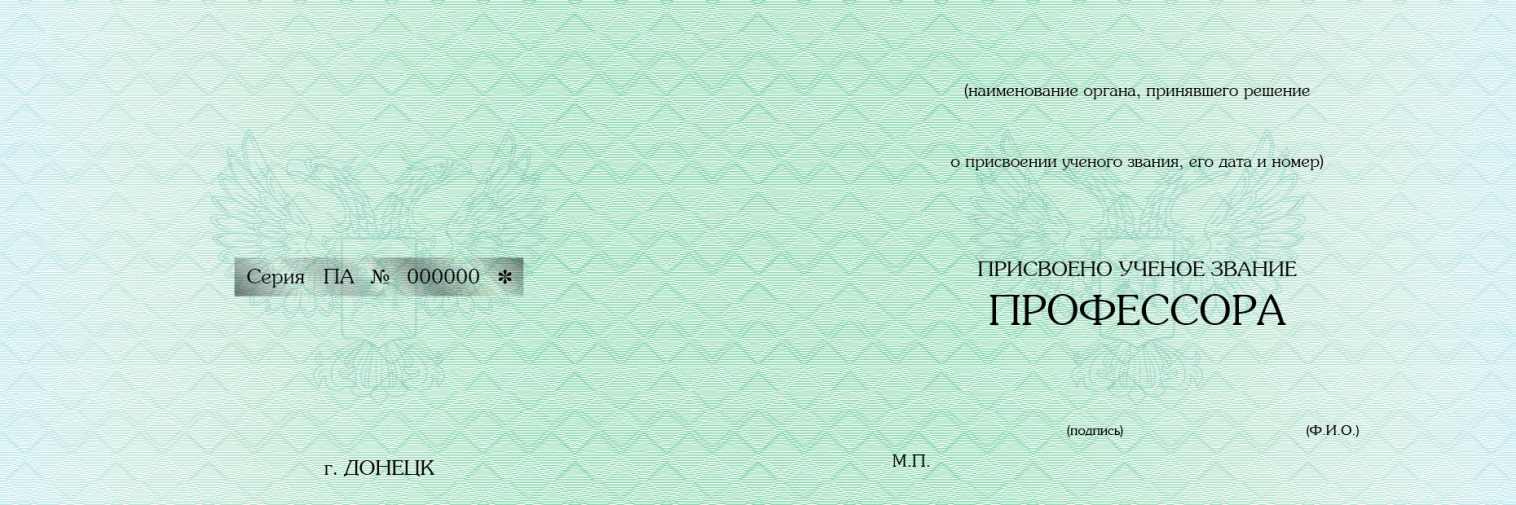 Серия ПА № 000000 ✻
г. ДОНЕЦК
(наименование органа, принявшего решение
о присвоении ученого звания, его дата и номер)
ПРИСВОЕНО УЧЕНОЕ ЗВАНИЕ
ПРОФЕССОРА
(подпись) (Ф.И.О.)
М.П.